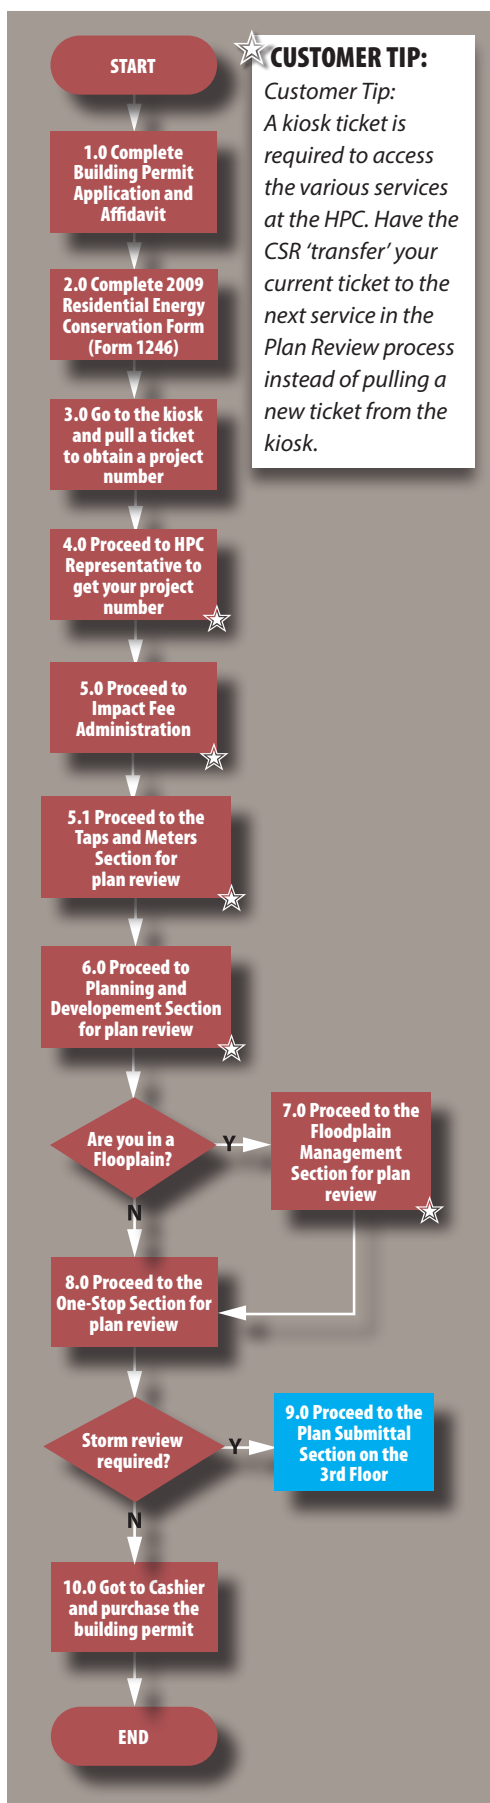 START
CUSTOMER TIP:
Customer Tip:
A kiosk ticket is
required to access
the various services
at the HPC. Have the
CSR ‘transfer’ your
current ticket to the
next service in the
Plan Review process
instead of pulling a
new ticket from the
kiosk.
1.0 Complete
Building Permit
Application and
Affidavit
2.0 Complete 2009
Residential Energy
Conservation Form
(Form 1246)
3.0 Go to the kiosk
and pull a ticket
to obtain a project
number
4.0 Proceed to HPC
Representative to
get your project
number
5.0 Proceed to
Impact Fee
Administration
5.1 Proceed to the
Taps and Meters
Section for
plan review
6.0 Proceed to
Planning and
Developement Section
for plan review
Are you in a
Flooplain?
Y
7.0 Proceed to the
Floodplain
Management
Section for plan
review
N
8.0 Proceed to the
One-Stop Section for
plan review
Storm review
required?
Y
9.0 Proceed to the
Plan Submittal
Section on the
3rd Floor
N
10.0 Got to Cashier
and purchase the
building permit
END